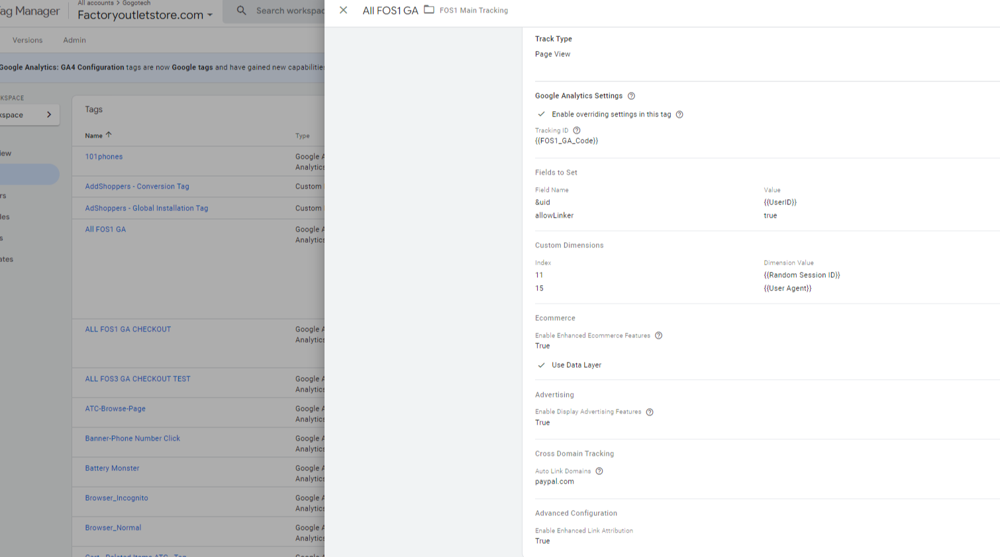 ag Manager
All accounts > Gogotech
Factoryoutletstore.com
Search workspac
Versions
Admin
Google Analytics: GA4 Configuration tags are now Google tags and have gained new capabilitie
KSPACE
kspace
iew
rs
les
s
ates
Tags
Name
Type
101phones
Google A
Analytics
AddShoppers - Conversion Tag
Custom
AdShoppers - Global Installation Tag
Custom
All FOS1 GA
Google A
Analytics
ALL FOS1 GA CHECKOUT
Google A
Analytics
ALL FOS3 GA CHECKOUT TEST
Google A
Analytics
ATC-Browse-Page
Google A
Analytics
Banner-Phone Number Click
Google A
Analytics
Battery Monster
Google A
Analytics
Browser_Incognito
Google A
Analytics
Browser_Normal
Google A
Analytics
Cart - Related Items ATC - Tag
Google A
All FOS1 GA
FOS1 Main Tracking
Track Type
Page View
Google Analytics Settings
Enable overriding settings in this tag
Tracking ID
{{FOS1_GA_Code}}
Fields to Set
Field Name
Value
&uid
{{UserID}}
allowLinker
true
Custom Dimensions
Index
Dimension Value
11
{{Random Session ID}}
15
{{User Agent}}
Ecommerce
Enable Enhanced Ecommerce Features
True
Use Data Layer
Advertising
Enable Display Advertising Features
True
Cross Domain Tracking
Auto Link Domains
paypal.com
Advanced Configuration
Enable Enhanced Link Attribution
True